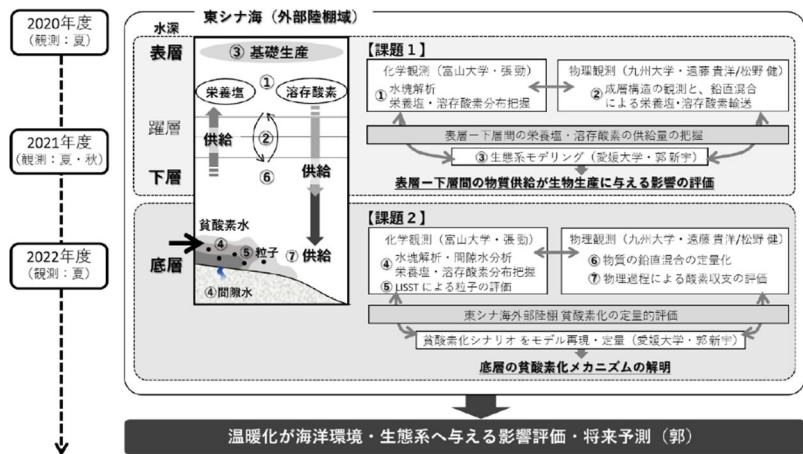 2020年度
(観測：夏)
2021年度
(観測：夏・秋)
2022年度
(観測：夏)
東シナ海（外部陸棚域）
水深
表層
躍層
下層
底層
③ 基礎生産
栄養塩
①
溶存酸素
供給
②
供給
⑥
貧酸素水
④
⑤ 粒子
⑦ 供給
④間隙水
【課題１】
化学観測（富山大学・張勁）
①水塊解析
栄養塩・溶存酸素分布把握
物理観測（九州大学・遠藤貴洋/松野健）
②成層構造の観測と、鉛直混合
による栄養塩・溶存酸素輸送
表層ー下層間の栄養塩・溶存酸素の供給量の把握
③生態系モデリング（愛媛大学・郭新宇）
表層ー下層間の物質供給が生物生産に与える影響の評価
【課題２】
化学観測（富山大学・張勁）
④水塊解析・間隙水分析
栄養塩・溶存酸素分布把握
⑤LISSTによる粒子の評価
物理観測（九州大学・遠藤貴洋/松野健）
⑥物質の鉛直混合の定量化
⑦物理過程による酸素収支の評価
東シナ海外部陸棚 貧酸素化の定量的評価
貧酸素化シナリオをモデル再現・定量（愛媛大学・郭新宇）
底層の貧酸素化メカニズムの解明
温暖化が海洋環境・生態系へ与える影響評価・将来予測（郭）